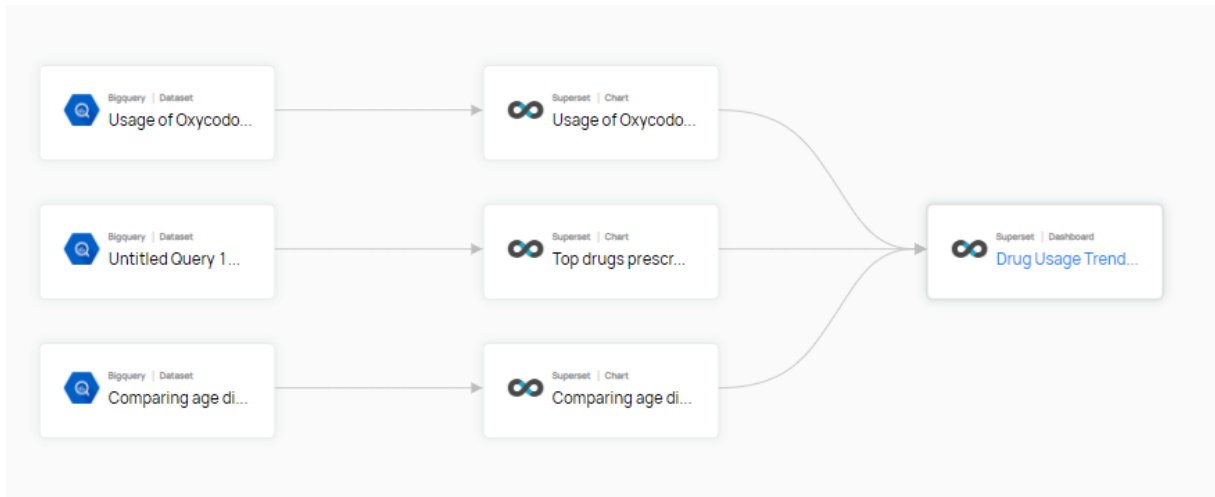 Bigquery | Dataset
Usage of Oxycodo...
Superset | Chart
Usage of Oxycodo...
Bigquery | Dataset
Untitled Query 1 ...
Superset | Chart
Top drugs prescr...
Superset | Dashboard
Drug Usage Trend...
Bigquery | Dataset
Comparing age di...
Superset | Chart
Comparing age di...